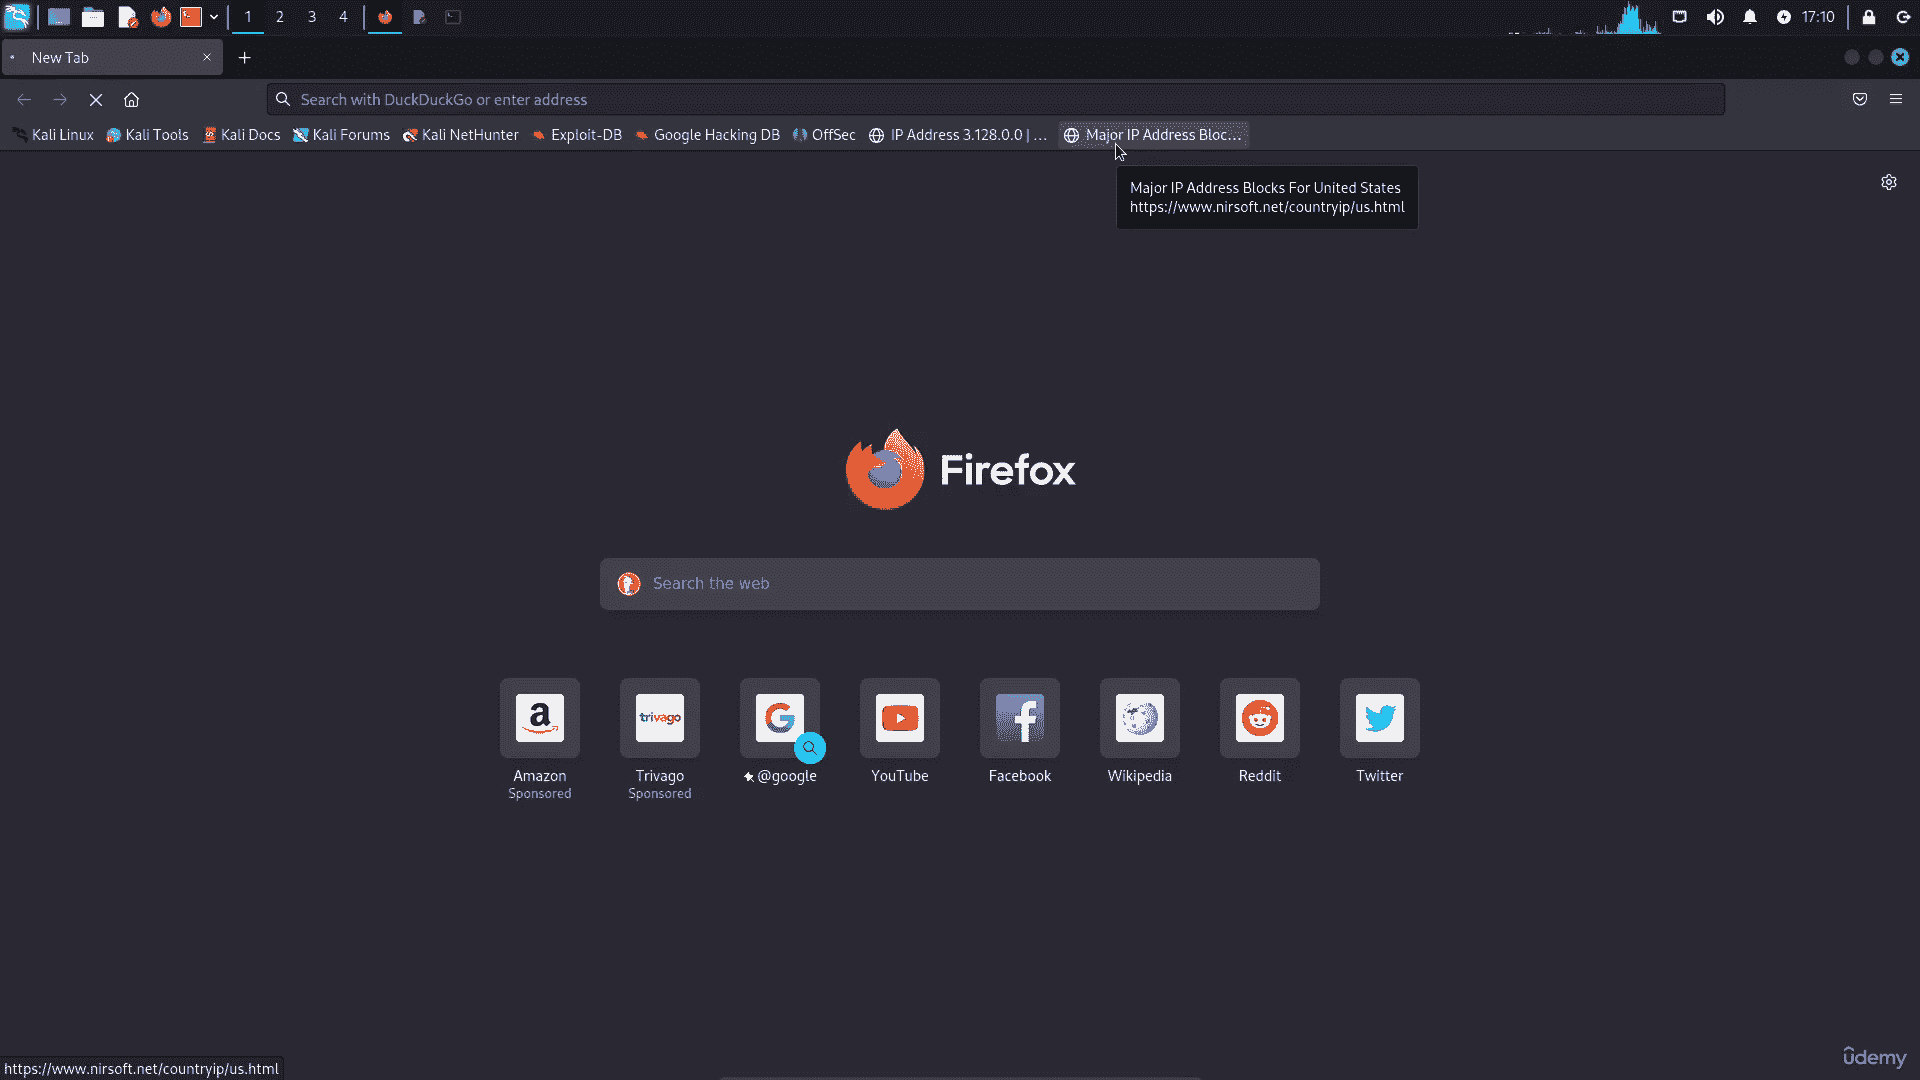 1 2 3 4 17:10
New Tab
Search with DuckDuckGo or enter address
Kali Linux Kali Tools Kali Docs Kali Forums Kali NetHunter Exploit-DB Google Hacking DB OffSec IP Address 3.128.0.0 | ... Major IP Address Bloc...
Major IP Address Blocks For United States
https://www.nirsoft.net/countryip/us.html
Firefox
Search the web
a trivago G f
Amazon Trivago @google YouTube Facebook Wikipedia Reddit Twitter
Sponsored Sponsored
https://www.nirsoft.net/countryip/us.html
ûdemy